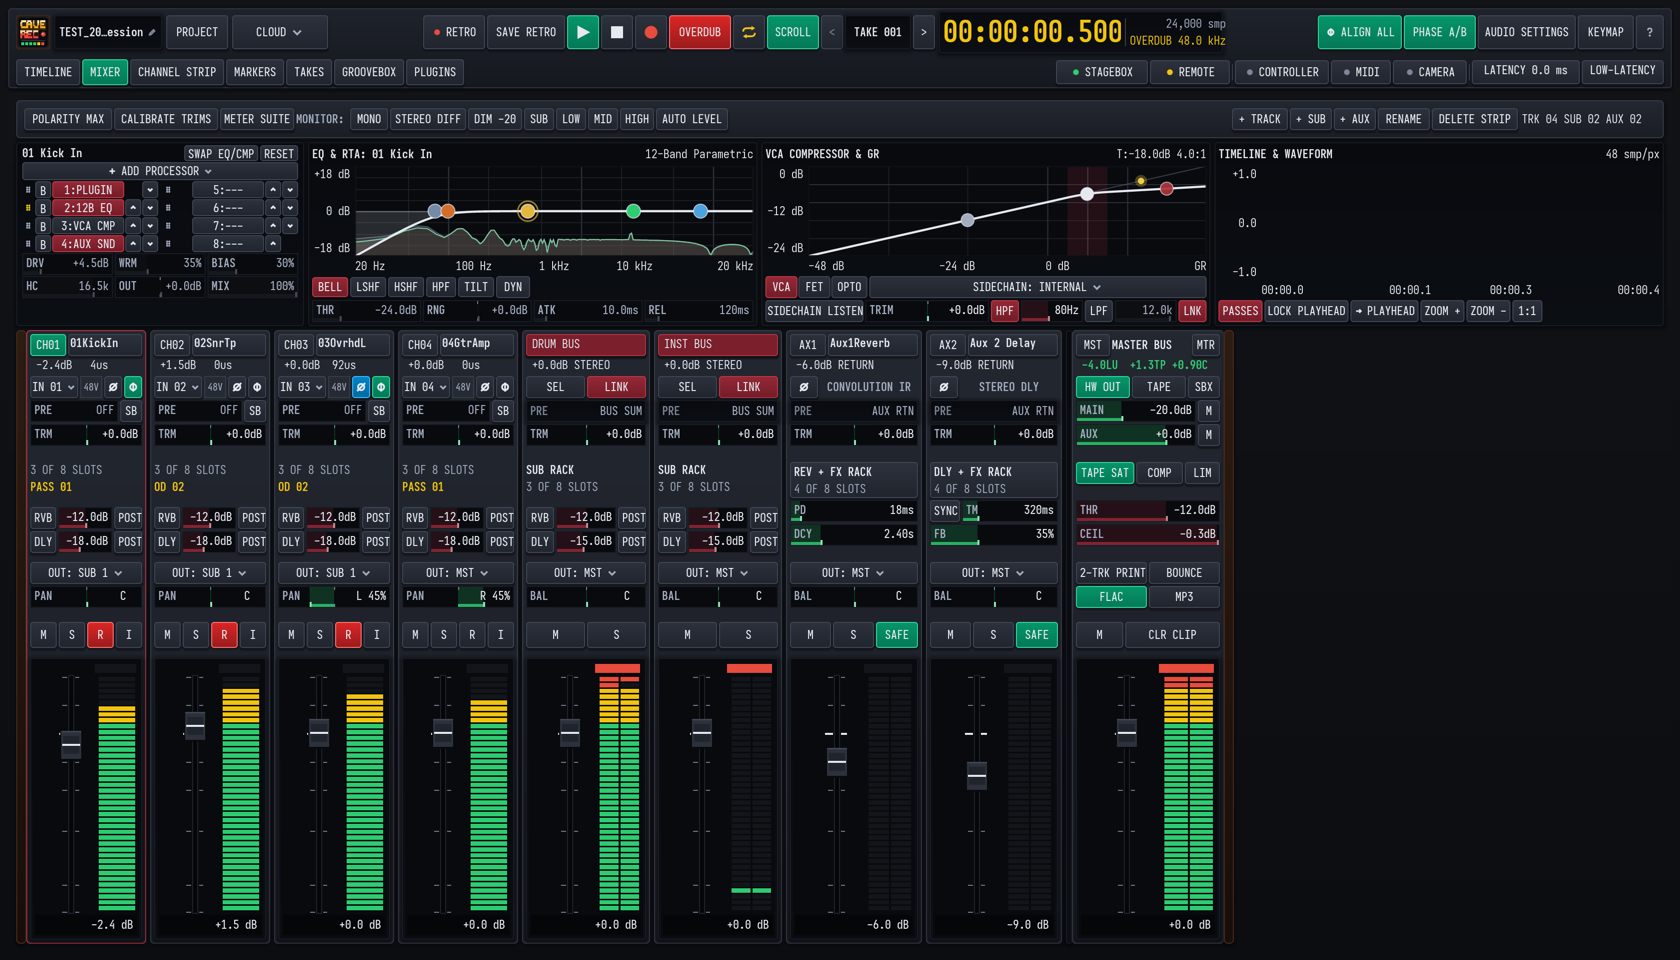 CAVE REC
TEST_20…ession
PROJECT
CLOUD
RETRO
SAVE RETRO
OVERDUB
SCROLL
<
TAKE 001
>
00:00:00.500
24,000 smp
OVERDUB 48.0 kHz
Φ ALIGN ALL
PHASE A/B
AUDIO SETTINGS
KEYMAP
?
TIMELINE
MIXER
CHANNEL STRIP
MARKERS
TAKES
GROOVEBOX
PLUGINS
STAGEBOX
REMOTE
CONTROLLER
MIDI
CAMERA
LATENCY 0.0 ms
LOW-LATENCY
POLARITY MAX
CALIBRATE TRIMS
METER SUITE
MONITOR:
MONO
STEREO DIFF
DIM -20
SUB
LOW
MID
HIGH
AUTO LEVEL
+ TRACK
+ SUB
+ AUX
RENAME
DELETE STRIP
TRK 04 SUB 02 AUX 02
01 Kick In
SWAP EQ/CMP
RESET
+ ADD PROCESSOR
B 1:PLUGIN 5:---
B 2:12B EQ 6:---
B 3:VCA CMP 7:---
B 4:AUX SND 8:---
DRV +4.5dB WRM 35% BIAS 30%
HC 16.5k OUT +0.0dB MIX 100%
EQ & RTA: 01 Kick In
12-Band Parametric
+18 dB
0 dB
-18 dB
20 Hz 100 Hz 1 kHz 10 kHz 20 kHz
BELL LSHF HSHF HPF TILT DYN
THR -24.0dB RNG +0.0dB ATK 10.0ms REL 120ms
VCA COMPRESSOR & GR
T:-18.0dB 4.0:1
0 dB
-12 dB
-24 dB
-48 dB -24 dB 0 dB GR
VCA FET OPTO SIDECHAIN: INTERNAL
SIDECHAIN LISTEN TRIM +0.0dB HPF 80Hz LPF 12.0k LNK
TIMELINE & WAVEFORM
48 smp/px
+1.0
0.0
-1.0
00:00.0 00:00.1 00:00.3 00:00.4
PASSES LOCK PLAYHEAD ➜ PLAYHEAD ZOOM + ZOOM - 1:1
CH01 01KickIn
-2.4dB 4us
IN 01 48V Ø Φ
PRE OFF SB
TRM +0.0dB
3 OF 8 SLOTS
PASS 01
RVB -12.0dB POST
DLY -18.0dB POST
OUT: SUB 1
PAN C
M S R I
-2.4 dB
CH02 02SnrTp
+1.5dB 0us
IN 02 48V Ø Φ
PRE OFF SB
TRM +0.0dB
3 OF 8 SLOTS
OD 02
RVB -12.0dB POST
DLY -18.0dB POST
OUT: SUB 1
PAN C
M S R I
+1.5 dB
CH03 03OvrhdL
+0.0dB 92us
IN 03 48V Ø Φ
PRE OFF SB
TRM +0.0dB
3 OF 8 SLOTS
OD 02
RVB -12.0dB POST
DLY -18.0dB POST
OUT: SUB 1
PAN L 45%
M S R I
+0.0 dB
CH04 04GtrAmp
+0.0dB 0us
IN 04 48V Ø Φ
PRE OFF SB
TRM +0.0dB
3 OF 8 SLOTS
PASS 01
RVB -12.0dB POST
DLY -18.0dB POST
OUT: MST
PAN R 45%
M S R I
+0.0 dB
DRUM BUS
+0.0dB STEREO
SEL LINK
PRE BUS SUM
TRM +0.0dB
SUB RACK
3 OF 8 SLOTS
RVB -12.0dB POST
DLY -15.0dB POST
OUT: MST
BAL C
M S
+0.0 dB
INST BUS
+0.0dB STEREO
SEL LINK
PRE BUS SUM
TRM +0.0dB
SUB RACK
3 OF 8 SLOTS
RVB -12.0dB POST
DLY -15.0dB POST
OUT: MST
BAL C
M S
+0.0 dB
AX1 Aux1Reverb
-6.0dB RETURN
Ø CONVOLUTION IR
PRE AUX RTN
TRM +0.0dB
REV + FX RACK
4 OF 8 SLOTS
PD 18ms
DCY 2.40s
OUT: MST
BAL C
M S SAFE
-6.0 dB
AX2 Aux 2 Delay
-9.0dB RETURN
Ø STEREO DLY
PRE AUX RTN
TRM +0.0dB
DLY + FX RACK
4 OF 8 SLOTS
SYNC TM 320ms
FB 35%
OUT: MST
BAL C
M S SAFE
-9.0 dB
MST MASTER BUS MTR
-4.0LU +1.3TP +0.90C
HW OUT TAPE SBX
MAIN -20.0dB M
AUX +0.0dB M
TAPE SAT COMP LIM
THR -12.0dB
CEIL -0.3dB
2-TRK PRINT BOUNCE
FLAC MP3
M CLR CLIP
+0.0 dB